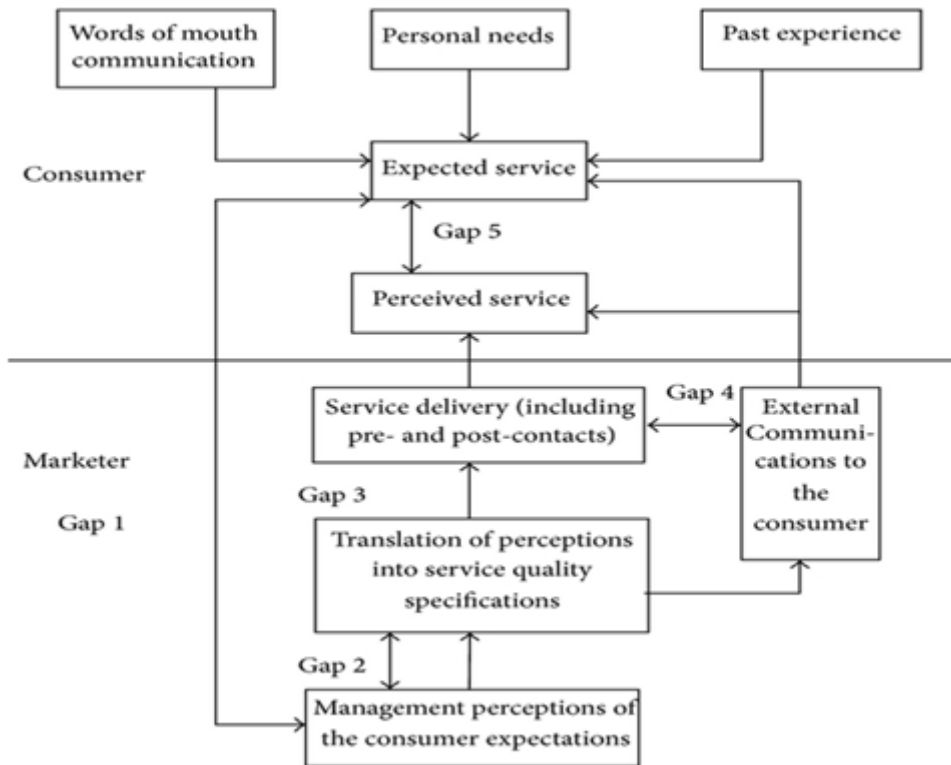 Words of mouth
communication
Personal needs
Past experience
Consumer
Expected service
Gap 5
Perceived service
Service delivery (including
pre- and post-contacts)
Gap 4
External
Communi-
cations to
the
consumer
Marketer
Gap 1
Gap 3
Translation of perceptions
into service quality
specifications
Gap 2
Management perceptions of
the consumer expectations